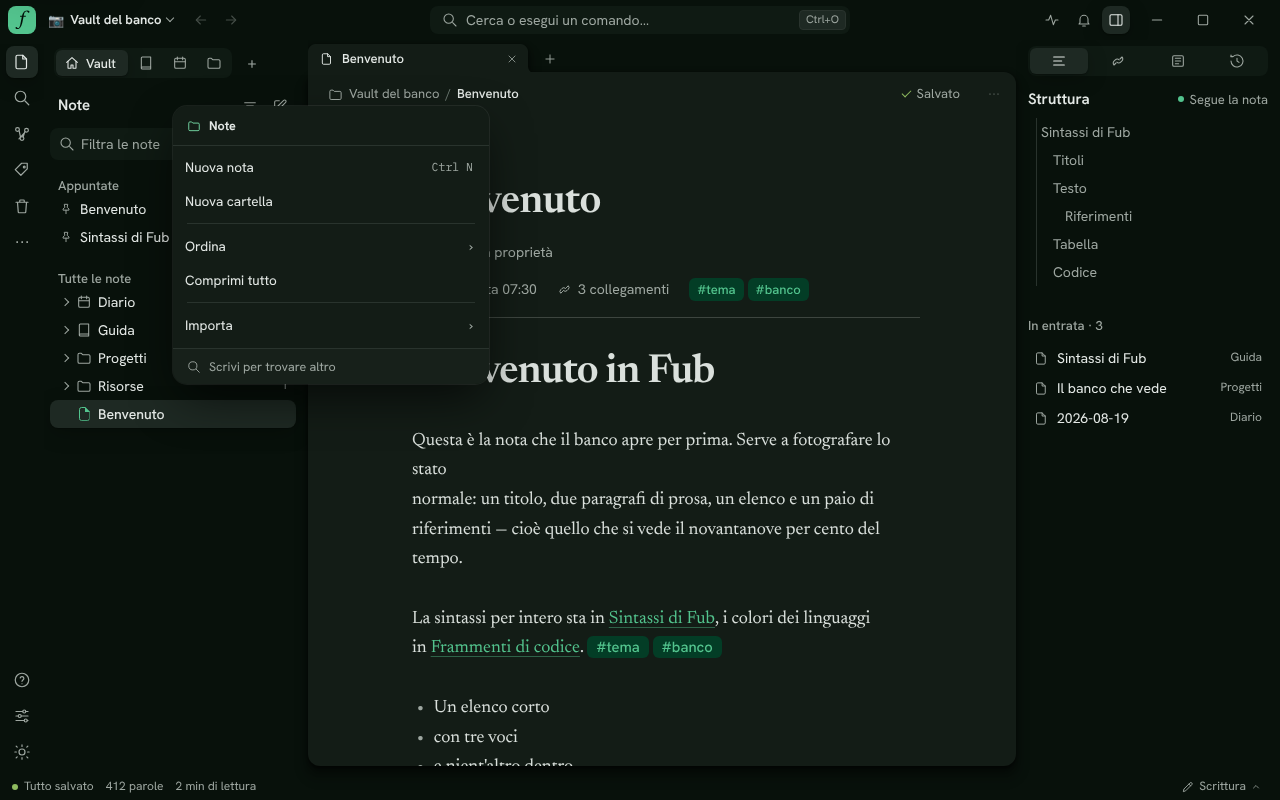 Vault del banco
Cerca o esegui un comando...
Ctrl+O
Vault
Benvenuto
Note
Filtra le note
Appuntate
Benvenuto
Sintassi di Fub
Tutte le note
Diario
Guida
Progetti
Risorse
Benvenuto
Note
Nuova nota
Ctrl N
Nuova cartella
Ordina
Comprimi tutto
Importa
Scrivi per trovare altro
Vault del banco / Benvenuto
Salvato
venuto
proprietà
07:30
3 collegamenti
#tema
#banco
venuto in Fub
Questa è la nota che il banco apre per prima. Serve a fotografare lo
stato
normale: un titolo, due paragrafi di prosa, un elenco e un paio di
riferimenti — cioè quello che si vede il novantanove per cento del
tempo.
La sintassi per intero sta in Sintassi di Fub, i colori dei linguaggi
in Frammenti di codice. #tema #banco
• Un elenco corto
• con tre voci
• e nient'altro dentro
Struttura
Segue la nota
Sintassi di Fub
Titoli
Testo
Riferimenti
Tabella
Codice
In entrata · 3
Sintassi di Fub
Guida
Il banco che vede
Progetti
2026-08-19
Diario
Tutto salvato
412 parole
2 min di lettura
Scrittura